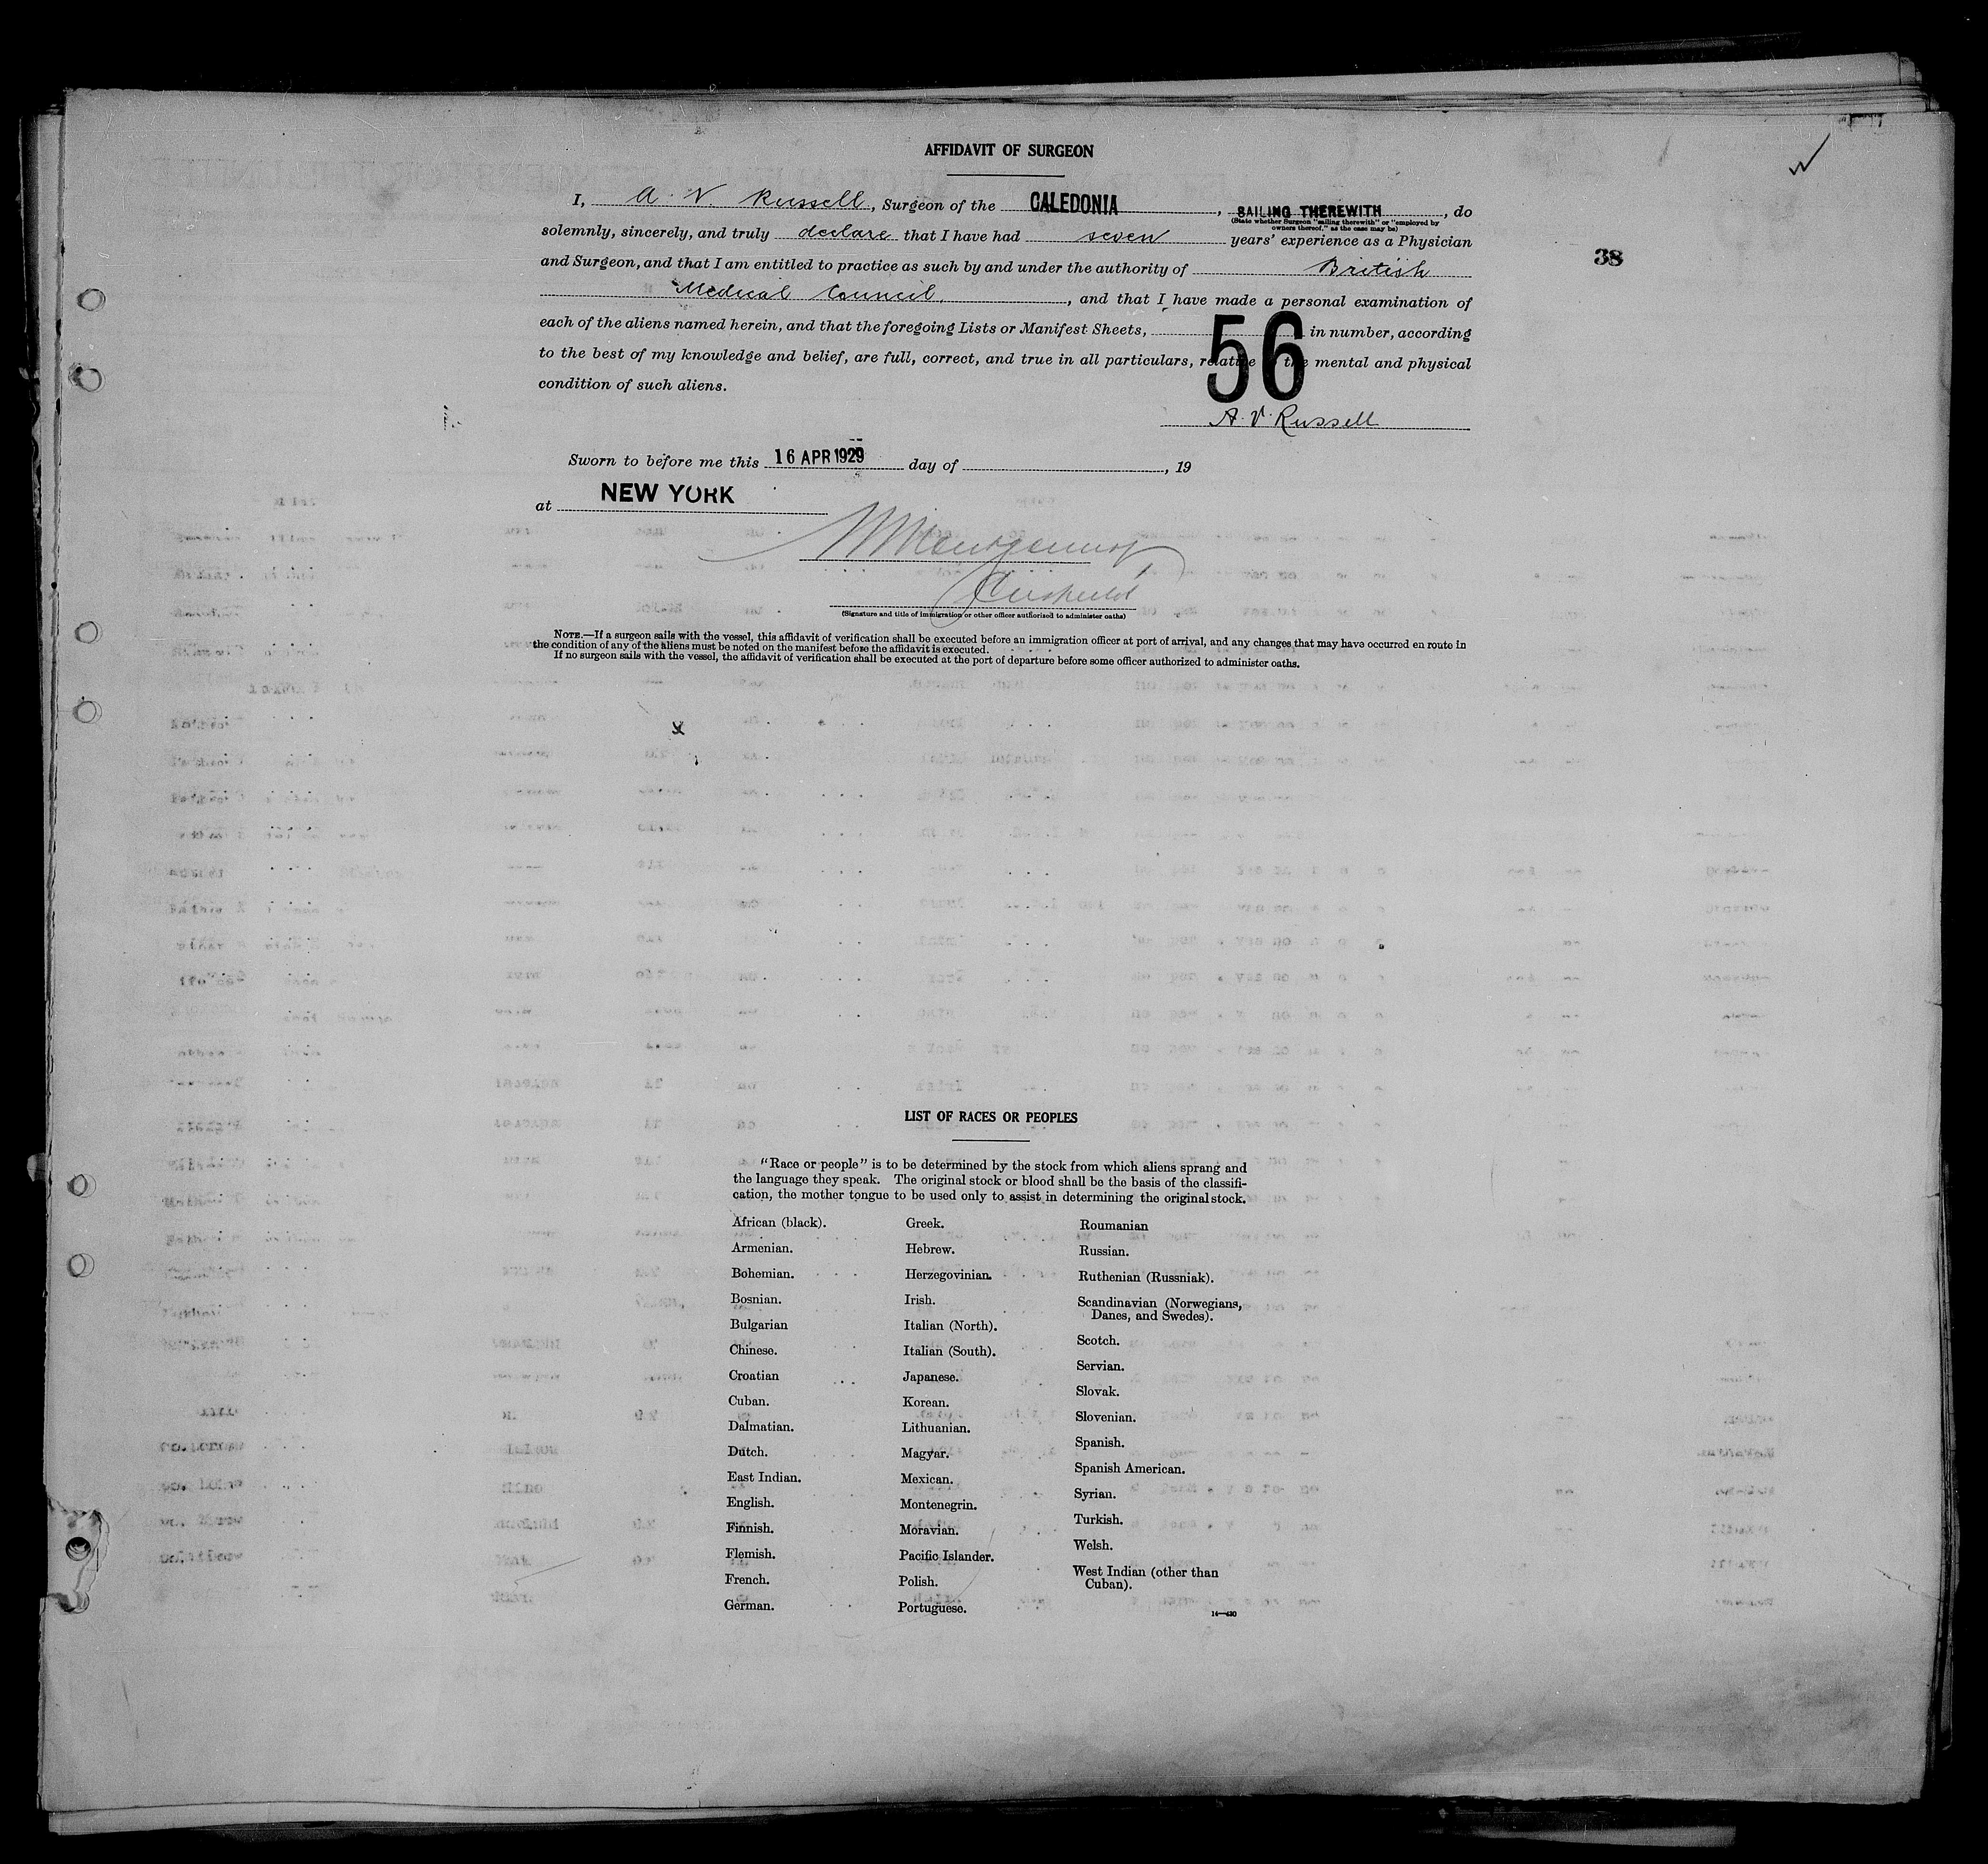 AFFIDAVIT OF SURGEON
I, A. V. Russell, Surgeon of the CALEDONIA, SAILING THEREWITH, do
(State whether Surgeon "sailing therewith" or "employed by
owners thereof," as the case may be)
solemnly, sincerely, and truly declare that I have had seven years' experience as a Physician
38
and Surgeon, and that I am entitled to practice as such by and under the authority of British
Medical Council, and that I have made a personal examination of
each of the aliens named herein, and that the foregoing Lists or Manifest Sheets, 56 in number, according
to the best of my knowledge and belief, are full, correct, and true in all particulars, relative to the mental and physical
condition of such aliens.
A. V. Russell
Sworn to before me this 16 APR 1929 day of , 19
at NEW YORK
(Signature and title of immigration or other officer authorized to administer oaths)
NOTE.—If a surgeon sails with the vessel, this affidavit of verification shall be executed before an immigration officer at port of arrival, and any changes that may have occurred en route in
the condition of any of the aliens must be noted on the manifest before the affidavit is executed.
If no surgeon sails with the vessel, the affidavit of verification shall be executed at the port of departure before some officer authorized to administer oaths.
LIST OF RACES OR PEOPLES
"Race or people" is to be determined by the stock from which aliens sprang and
the language they speak. The original stock or blood shall be the basis of the classifi-
cation, the mother tongue to be used only to assist in determining the original stock.
African (black).
Armenian.
Bohemian.
Bosnian.
Bulgarian
Chinese.
Croatian
Cuban.
Dalmatian.
Dutch.
East Indian.
English.
Finnish.
Flemish.
French.
German.
Greek.
Hebrew.
Herzegovinian.
Irish.
Italian (North).
Italian (South).
Japanese.
Korean.
Lithuanian.
Magyar.
Mexican.
Montenegrin.
Moravian.
Pacific Islander.
Polish.
Portuguese.
Roumanian
Russian.
Ruthenian (Russniak).
Scandinavian (Norwegians,
Danes, and Swedes).
Scotch.
Servian.
Slovak.
Slovenian.
Spanish.
Spanish American.
Syrian.
Turkish.
Welsh.
West Indian (other than
Cuban).
14—430